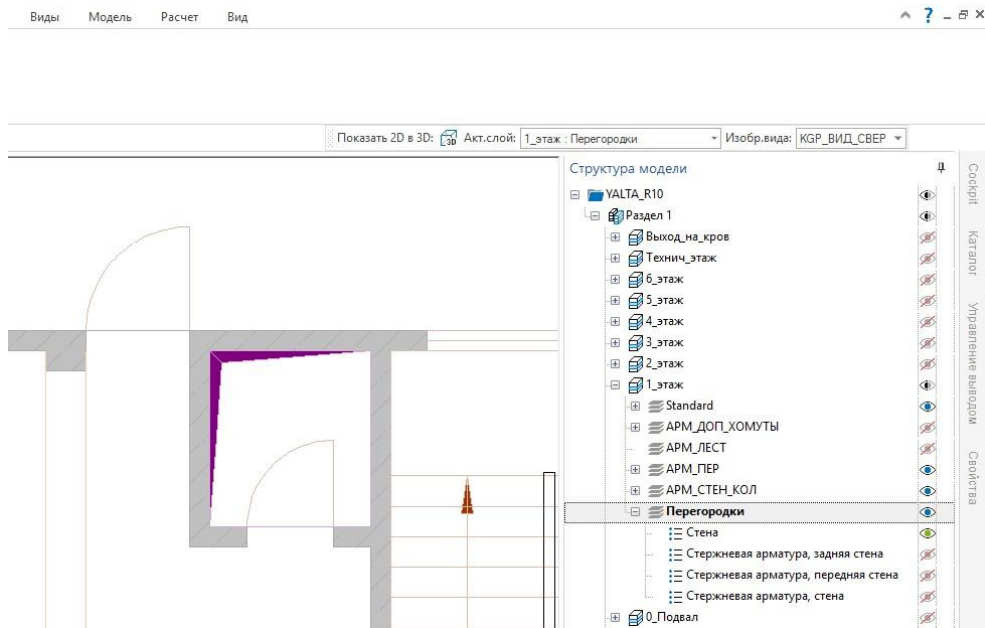 Виды Модель Расчет Вид ?
Показать 2D в 3D: 3D Акт.слой: 1_этаж : Перегородки Изобр.вида: KGP_ВИД_СВЕР
Структура модели
YALTA_R10
Раздел 1
Выход_на_кров
Технич_этаж
6_этаж
5_этаж
4_этаж
3_этаж
2_этаж
1_этаж
Standard
АРМ_ДОП_ХОМУТЫ
АРМ_ЛЕСТ
АРМ_ПЕР
АРМ_СТЕН_КОЛ
Перегородки
Стена
Стержневая арматура, задняя стена
Стержневая арматура, передняя стена
Стержневая арматура, стена
0_Подвал
Cockpit
Каталог
Управление выводом
Свойства